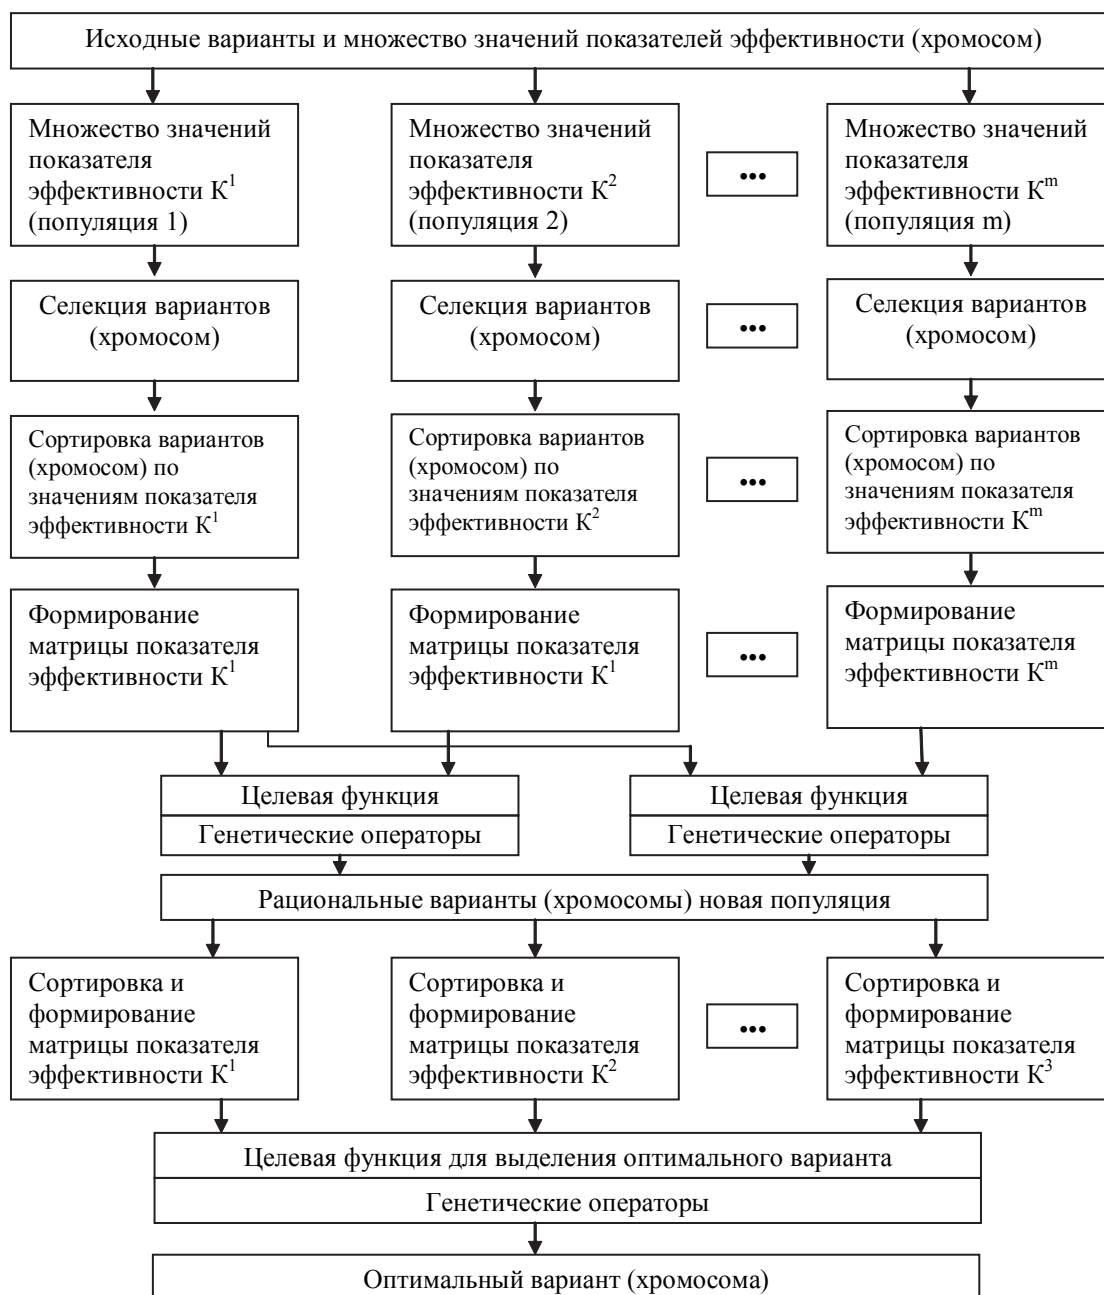 Исходные варианты и множество значений показателей эффективности (хромосом)
Множество значений
показателя
эффективности К¹
(популяция 1)
Множество значений
показателя
эффективности К²
(популяция 2)
•••
Множество значений
показателя
эффективности Кᵐ
(популяция m)
Селекция вариантов
(хромосом)
Селекция вариантов
(хромосом)
•••
Селекция вариантов
(хромосом)
Сортировка вариантов
(хромосом) по
значениям показателя
эффективности К¹
Сортировка вариантов
(хромосом) по
значениям показателя
эффективности К²
•••
Сортировка вариантов
(хромосом) по
значениям показателя
эффективности Кᵐ
Формирование
матрицы показателя
эффективности К¹
Формирование
матрицы показателя
эффективности К¹
•••
Формирование
матрицы показателя
эффективности Кᵐ
Целевая функция
Генетические операторы
Целевая функция
Генетические операторы
Рациональные варианты (хромосомы) новая популяция
Сортировка и
формирование
матрицы показателя
эффективности К¹
Сортировка и
формирование
матрицы показателя
эффективности К²
•••
Сортировка и
формирование
матрицы показателя
эффективности К³
Целевая функция для выделения оптимального варианта
Генетические операторы
Оптимальный вариант (хромосома)